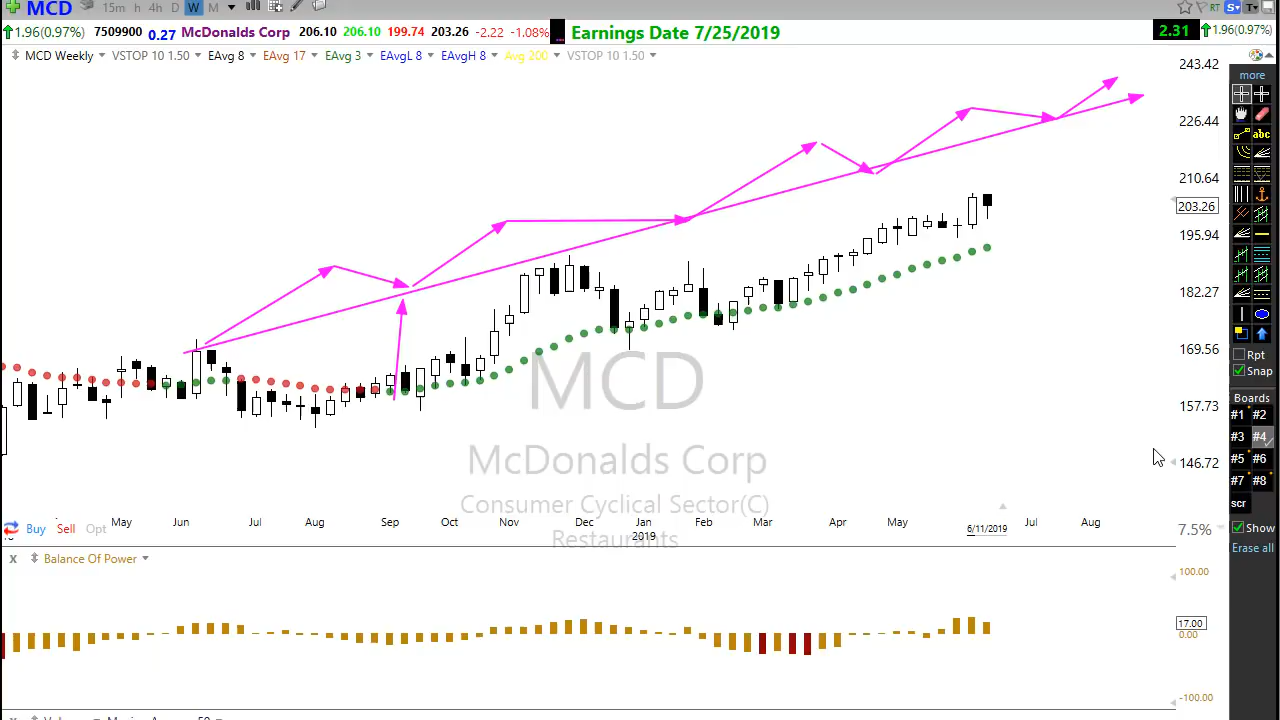 MCD 15m h 4h D W M RT S T
1.96(0.97%) 7509900 0.27 McDonalds Corp 206.10 206.10 199.74 203.26 -2.22 -1.08% Earnings Date 7/25/2019 2.31 1.96(0.97%)
MCD Weekly VSTOP 10 1.50 EAvg 8 EAvg 17 EAvg 3 EAvgL 8 EAvgH 8 Avg 200 VSTOP 10 1.50
243.42
226.44
210.64
203.26
195.94
182.27
169.56
157.73
146.72
MCD
McDonalds Corp
Consumer Cyclical Sector(C)
Restaurants
May Jun Jul Aug Sep Oct Nov Dec Jan Feb Mar Apr May 6/11/2019 Jul Aug
2019
Buy Sell Opt
7.5%
X Balance Of Power
100.00
17.00
0.00
-100.00
more
abc
Rpt
Snap
Boards
#1 #2
#3 #4
#5 #6
#7 #8
scr
Show
Erase all